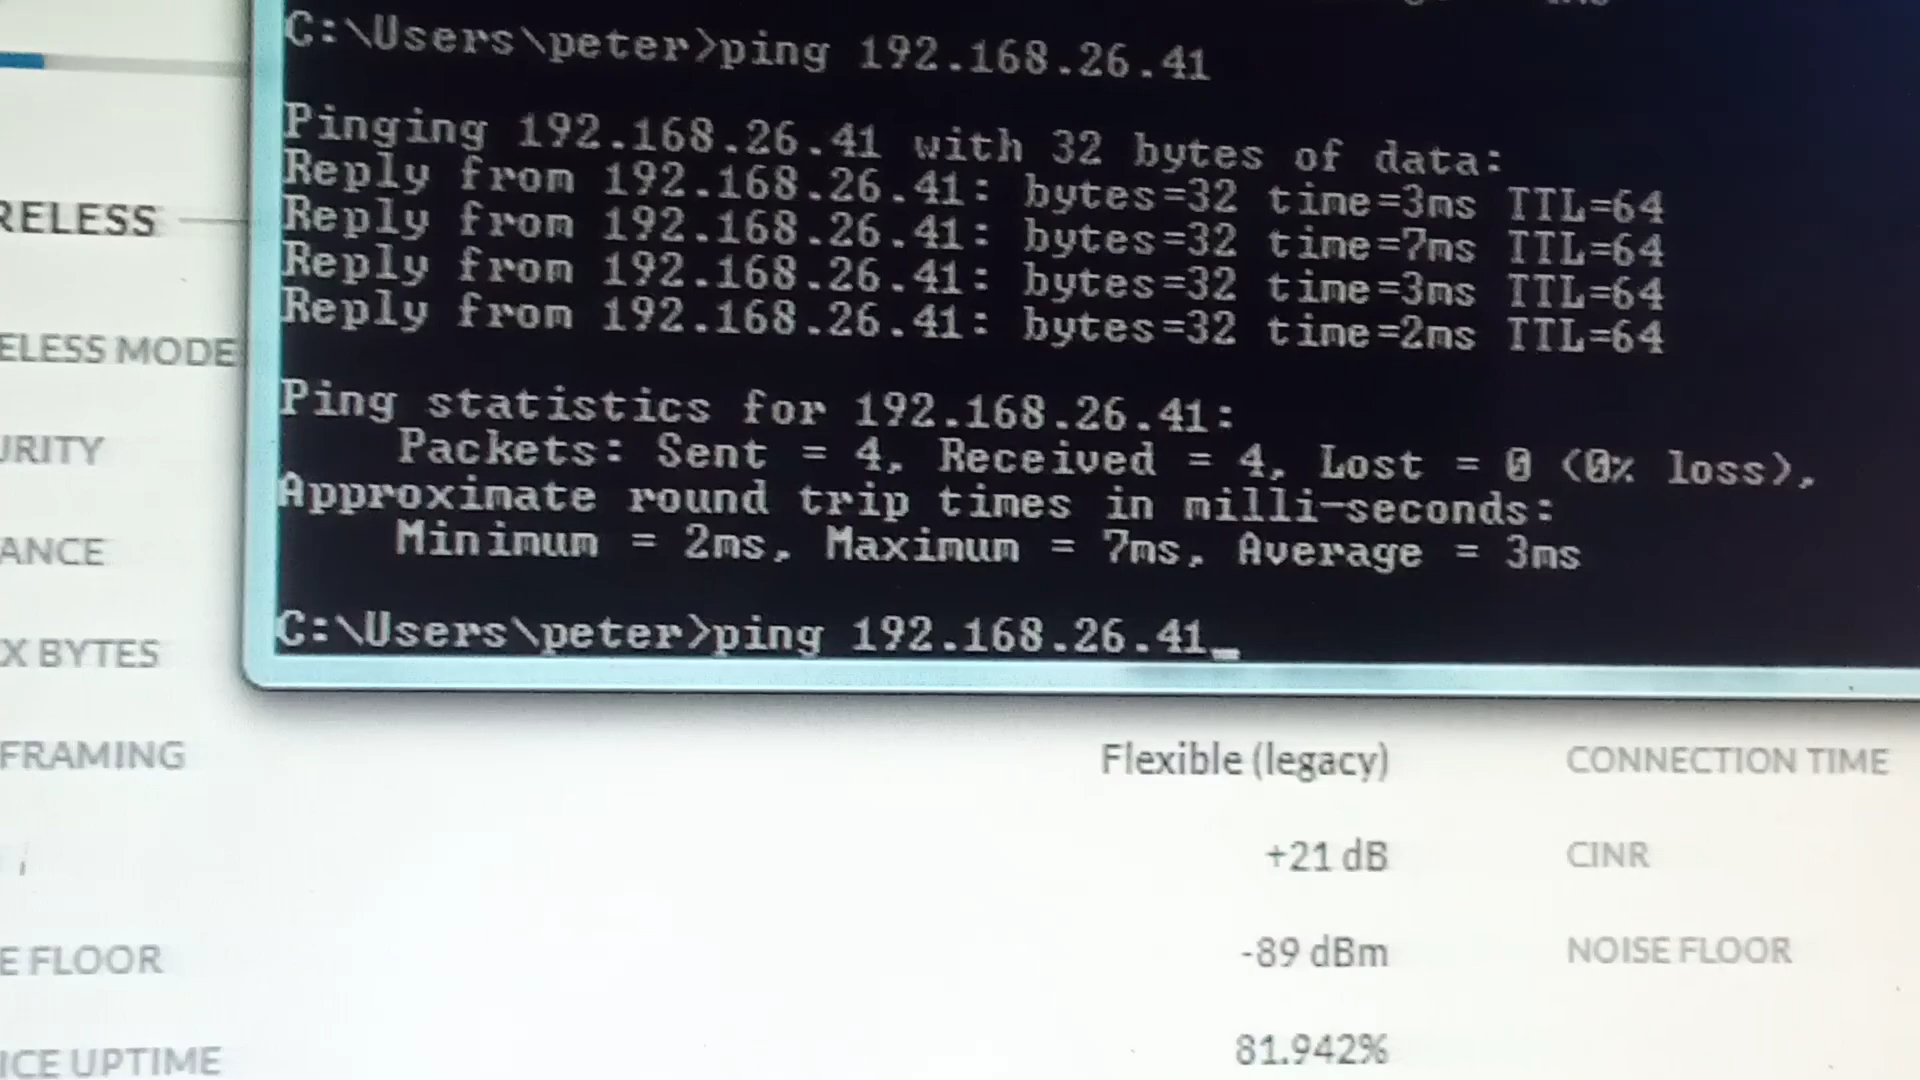 C:\Users\peter>ping 192.168.26.41
Pinging 192.168.26.41 with 32 bytes of data:
Reply from 192.168.26.41: bytes=32 time=3ms TTL=64
Reply from 192.168.26.41: bytes=32 time=7ms TTL=64
Reply from 192.168.26.41: bytes=32 time=3ms TTL=64
Reply from 192.168.26.41: bytes=32 time=2ms TTL=64
Ping statistics for 192.168.26.41:
Packets: Sent = 4, Received = 4, Lost = 0 (0% loss),
Approximate round trip times in milli-seconds:
Minimum = 2ms, Maximum = 7ms, Average = 3ms
C:\Users\peter>ping 192.168.26.41_
RELESS
ELESS MODE
URITY
ANCE
X BYTES
FRAMING Flexible (legacy) CONNECTION TIME
+21 dB CINR
E FLOOR -89 dBm NOISE FLOOR
ICE UPTIME 81.942%